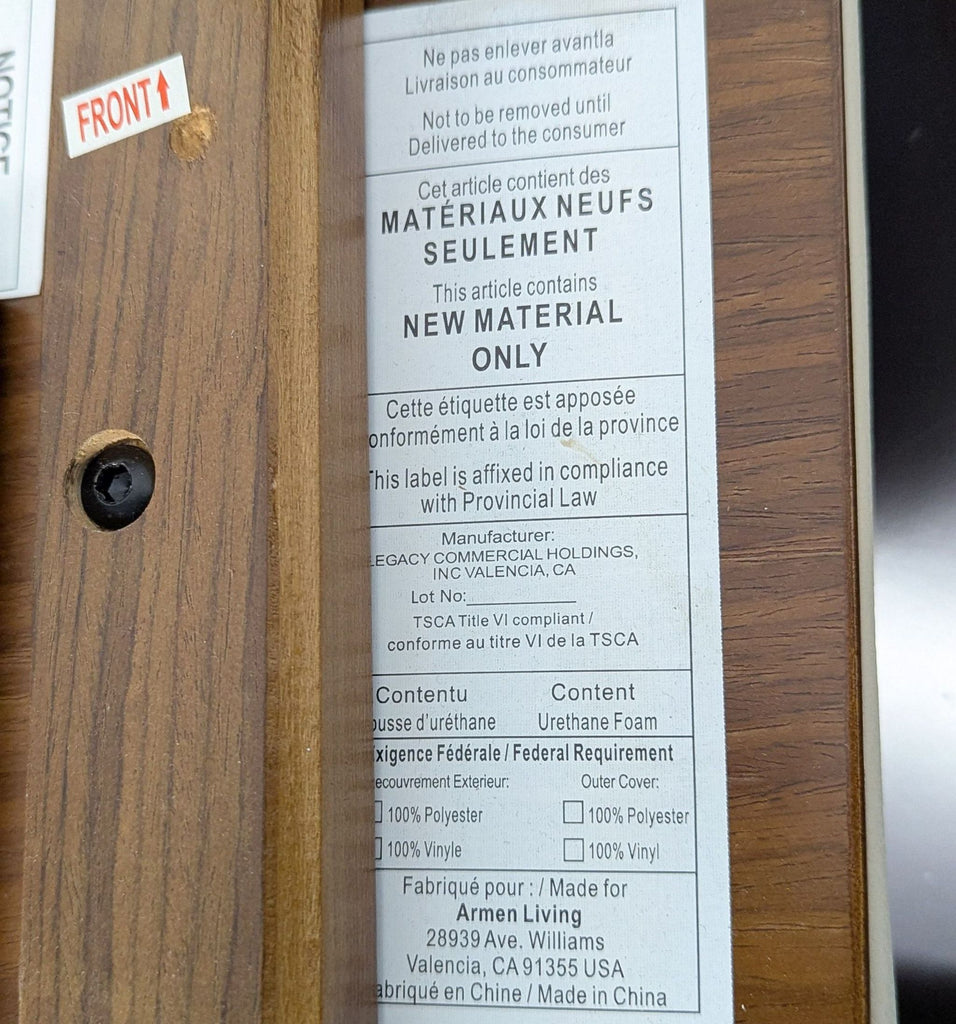 NOTICE
FRONT
Ne pas enlever avantla
Livraison au consommateur
Not to be removed until
Delivered to the consumer
Cet article contient des
MATÉRIAUX NEUFS
SEULEMENT
This article contains
NEW MATERIAL
ONLY
Cette étiquette est apposée
onformément à la loi de la province
This label is affixed in compliance
with Provincial Law
Manufacturer:
LEGACY COMMERCIAL HOLDINGS,
INC VALENCIA, CA
Lot No:
TSCA Title VI compliant /
conforme au titre VI de la TSCA
Contenu Content
ousse d'uréthane Urethane Foam
Exigence Fédérale / Federal Requirement
ecouvrement Exterieur: Outer Cover:
100% Polyester 100% Polyester
100% Vinyle 100% Vinyl
Fabriqué pour : / Made for
Armen Living
28939 Ave. Williams
Valencia, CA 91355 USA
abriqué en Chine / Made in China